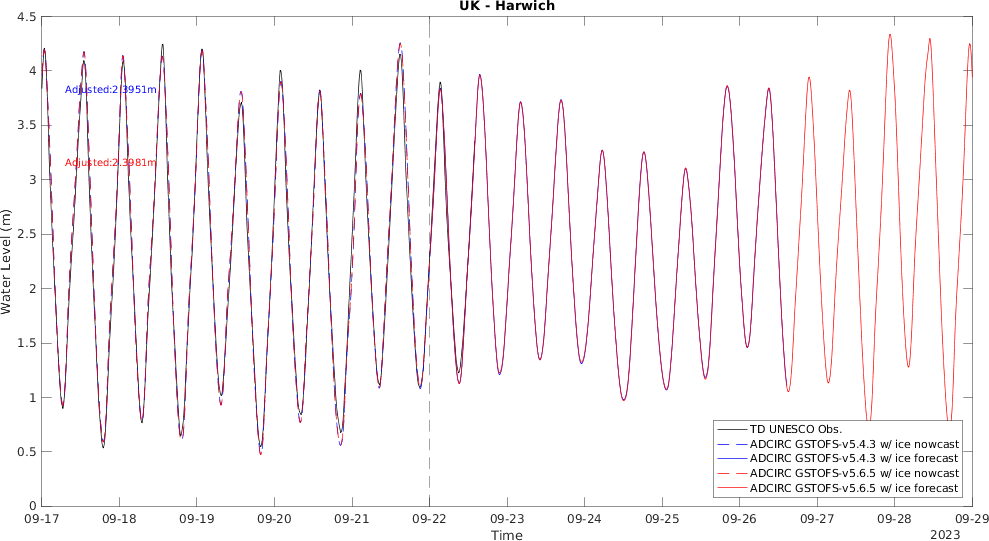 UK - Harwich
4.5
4
3.5
3
2.5
2
1.5
1
0.5
0
Water Level (m)
Adjusted:2.3951m
Adjusted:2.3981m
TD UNESCO Obs.
ADCIRC GSTOFS-v5.4.3 w/ ice nowcast
ADCIRC GSTOFS-v5.4.3 w/ ice forecast
ADCIRC GSTOFS-v5.6.5 w/ ice nowcast
ADCIRC GSTOFS-v5.6.5 w/ ice forecast
09-17 09-18 09-19 09-20 09-21 09-22 09-23 09-24 09-25 09-26 09-27 09-28 09-29
Time
2023